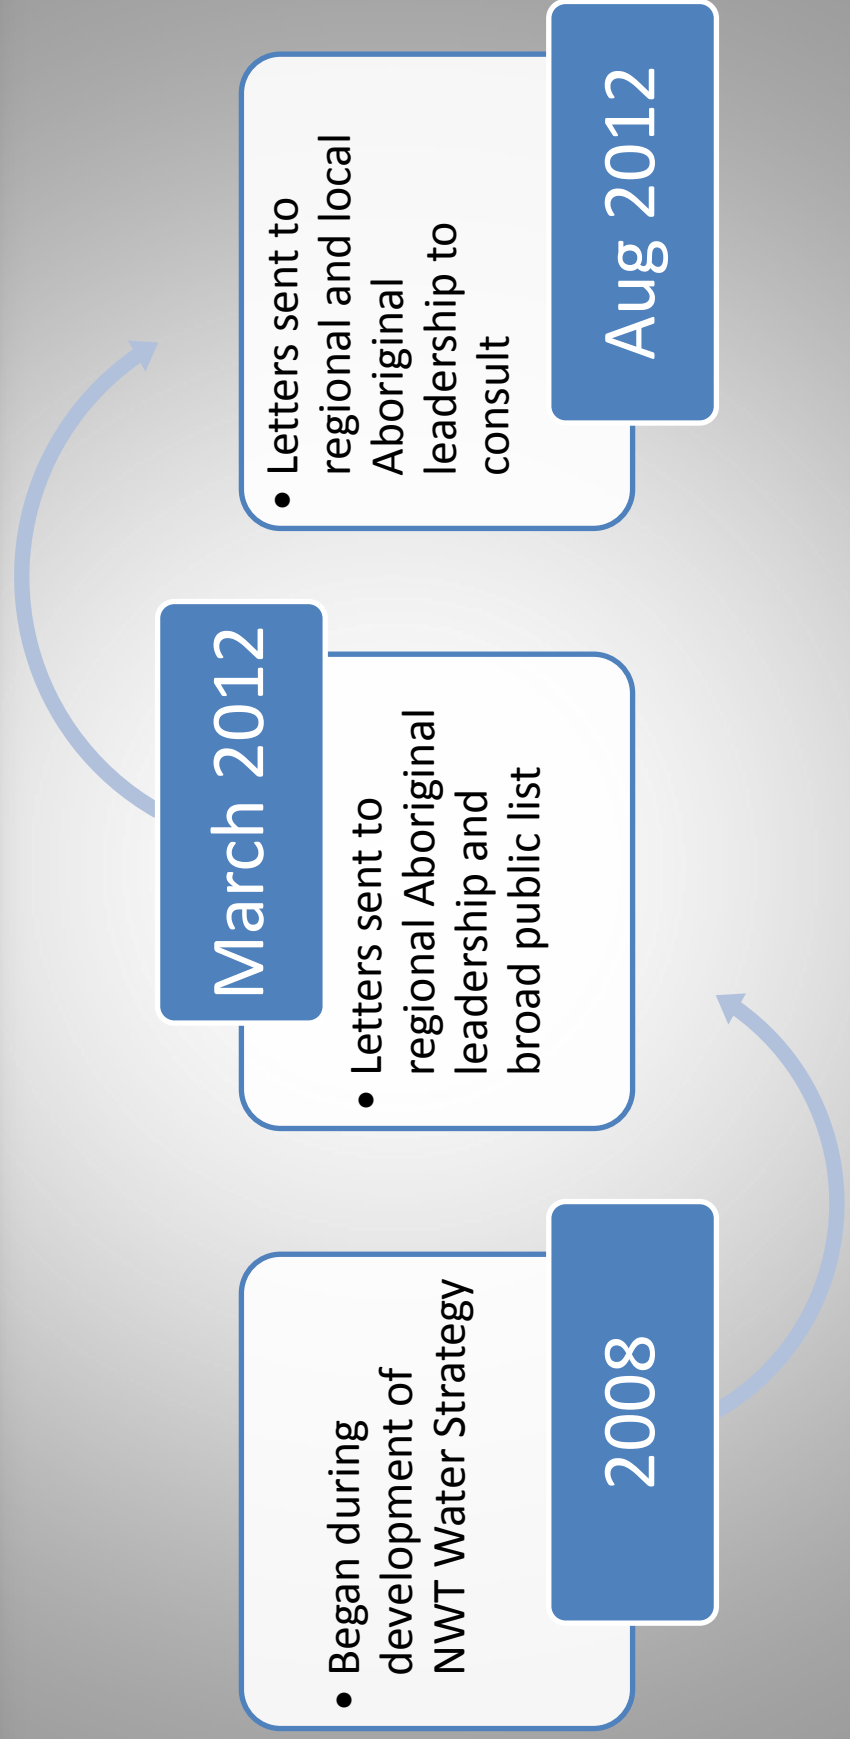 • Began during
development of
NWT Water Strategy
2008
March 2012
• Letters sent to
regional Aboriginal
leadership and
broad public list
• Letters sent to
regional and local
Aboriginal
leadership to
consult
Aug 2012